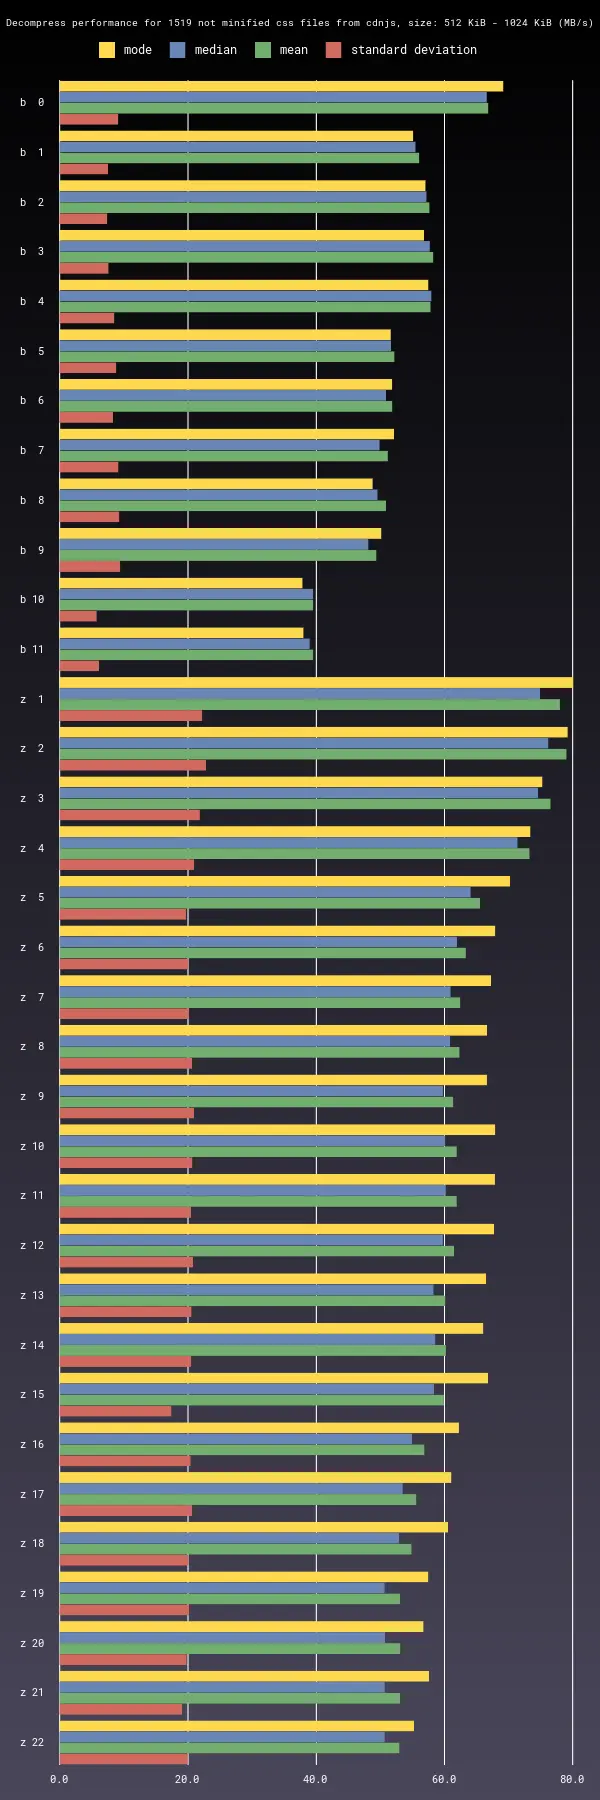 Decompress performance for 1519 not minified css files from cdnjs, size: 512 KiB - 1024 KiB (MB/s)
mode median mean standard deviation
b 0
b 1
b 2
b 3
b 4
b 5
b 6
b 7
b 8
b 9
b 10
b 11
z 1
z 2
z 3
z 4
z 5
z 6
z 7
z 8
z 9
z 10
z 11
z 12
z 13
z 14
z 15
z 16
z 17
z 18
z 19
z 20
z 21
z 22
0.0 20.0 40.0 60.0 80.0